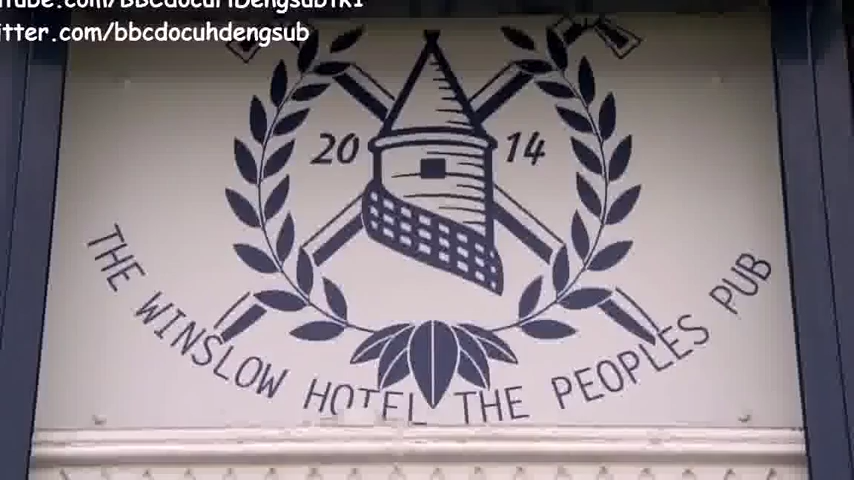 itter.com/bbcdocuhdengsub
20 14
THE WINSLOW HOTEL THE PEOPLES PUB